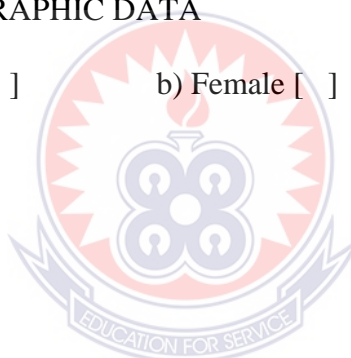 RAPHIC DATA
] b) Female [ ]
EDUCATION FOR SERVICE